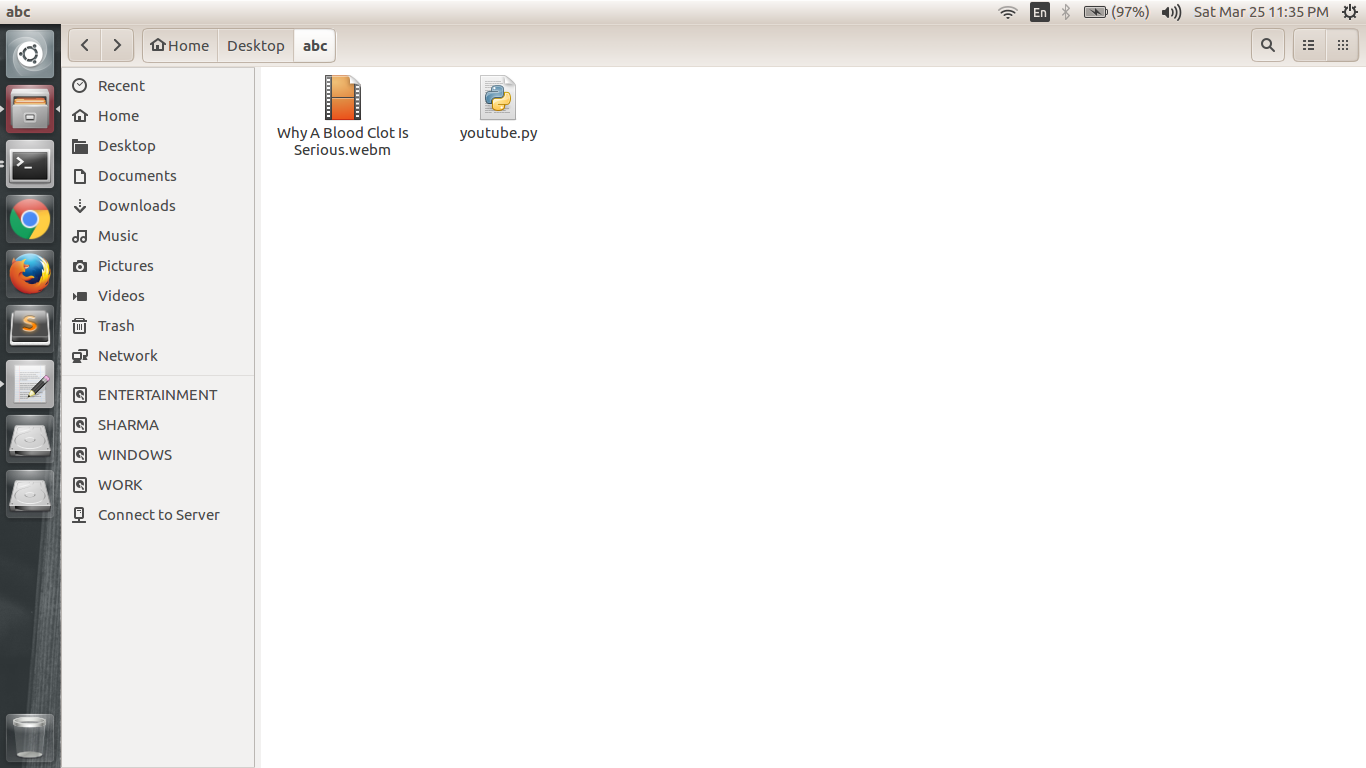 abc
En
(97%)
Sat Mar 25 11:35 PM
Home
Desktop
abc
Recent
Home
Desktop
Documents
Downloads
Music
Pictures
Videos
Trash
Network
ENTERTAINMENT
SHARMA
WINDOWS
WORK
Connect to Server
Why A Blood Clot Is
Serious.webm
youtube.py